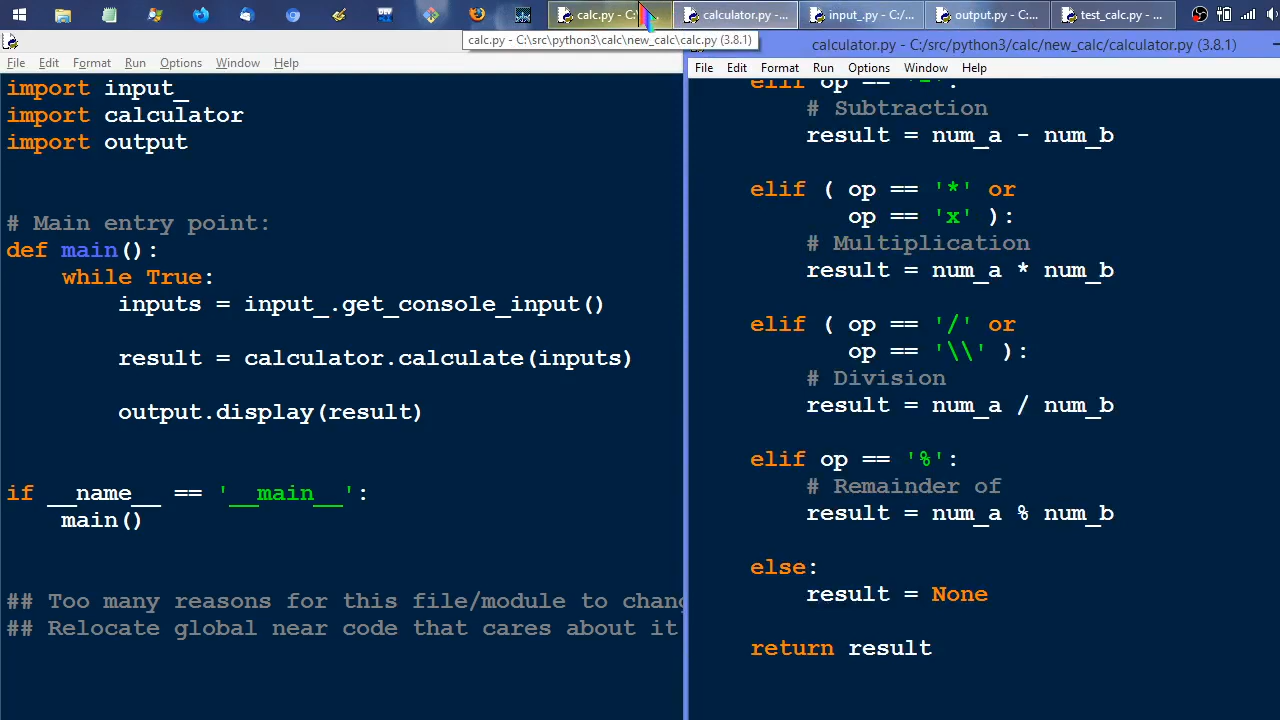 calc.py - C:
calculator.py -...
input_.py - C:/...
output.py - C:...
test_calc.py - ...
calc.py - C:\src\python3\calc\new_calc\calc.py (3.8.1)
File Edit Format Run Options Window Help
import input_
import calculator
import output
# Main entry point:
def main():
while True:
inputs = input_.get_console_input()
result = calculator.calculate(inputs)
output.display(result)
if __name__ == '__main__':
main()
## Too many reasons for this file/module to chang
## Relocate global near code that cares about it
calculator.py - C:/src/python3/calc/new_calc/calculator.py (3.8.1)
File Edit Format Run Options Window Help
elif op == '-':
# Subtraction
result = num_a - num_b
elif ( op == '*' or
op == 'x' ):
# Multiplication
result = num_a * num_b
elif ( op == '/' or
op == '\\' ):
# Division
result = num_a / num_b
elif op == '%':
# Remainder of
result = num_a % num_b
else:
result = None
return result